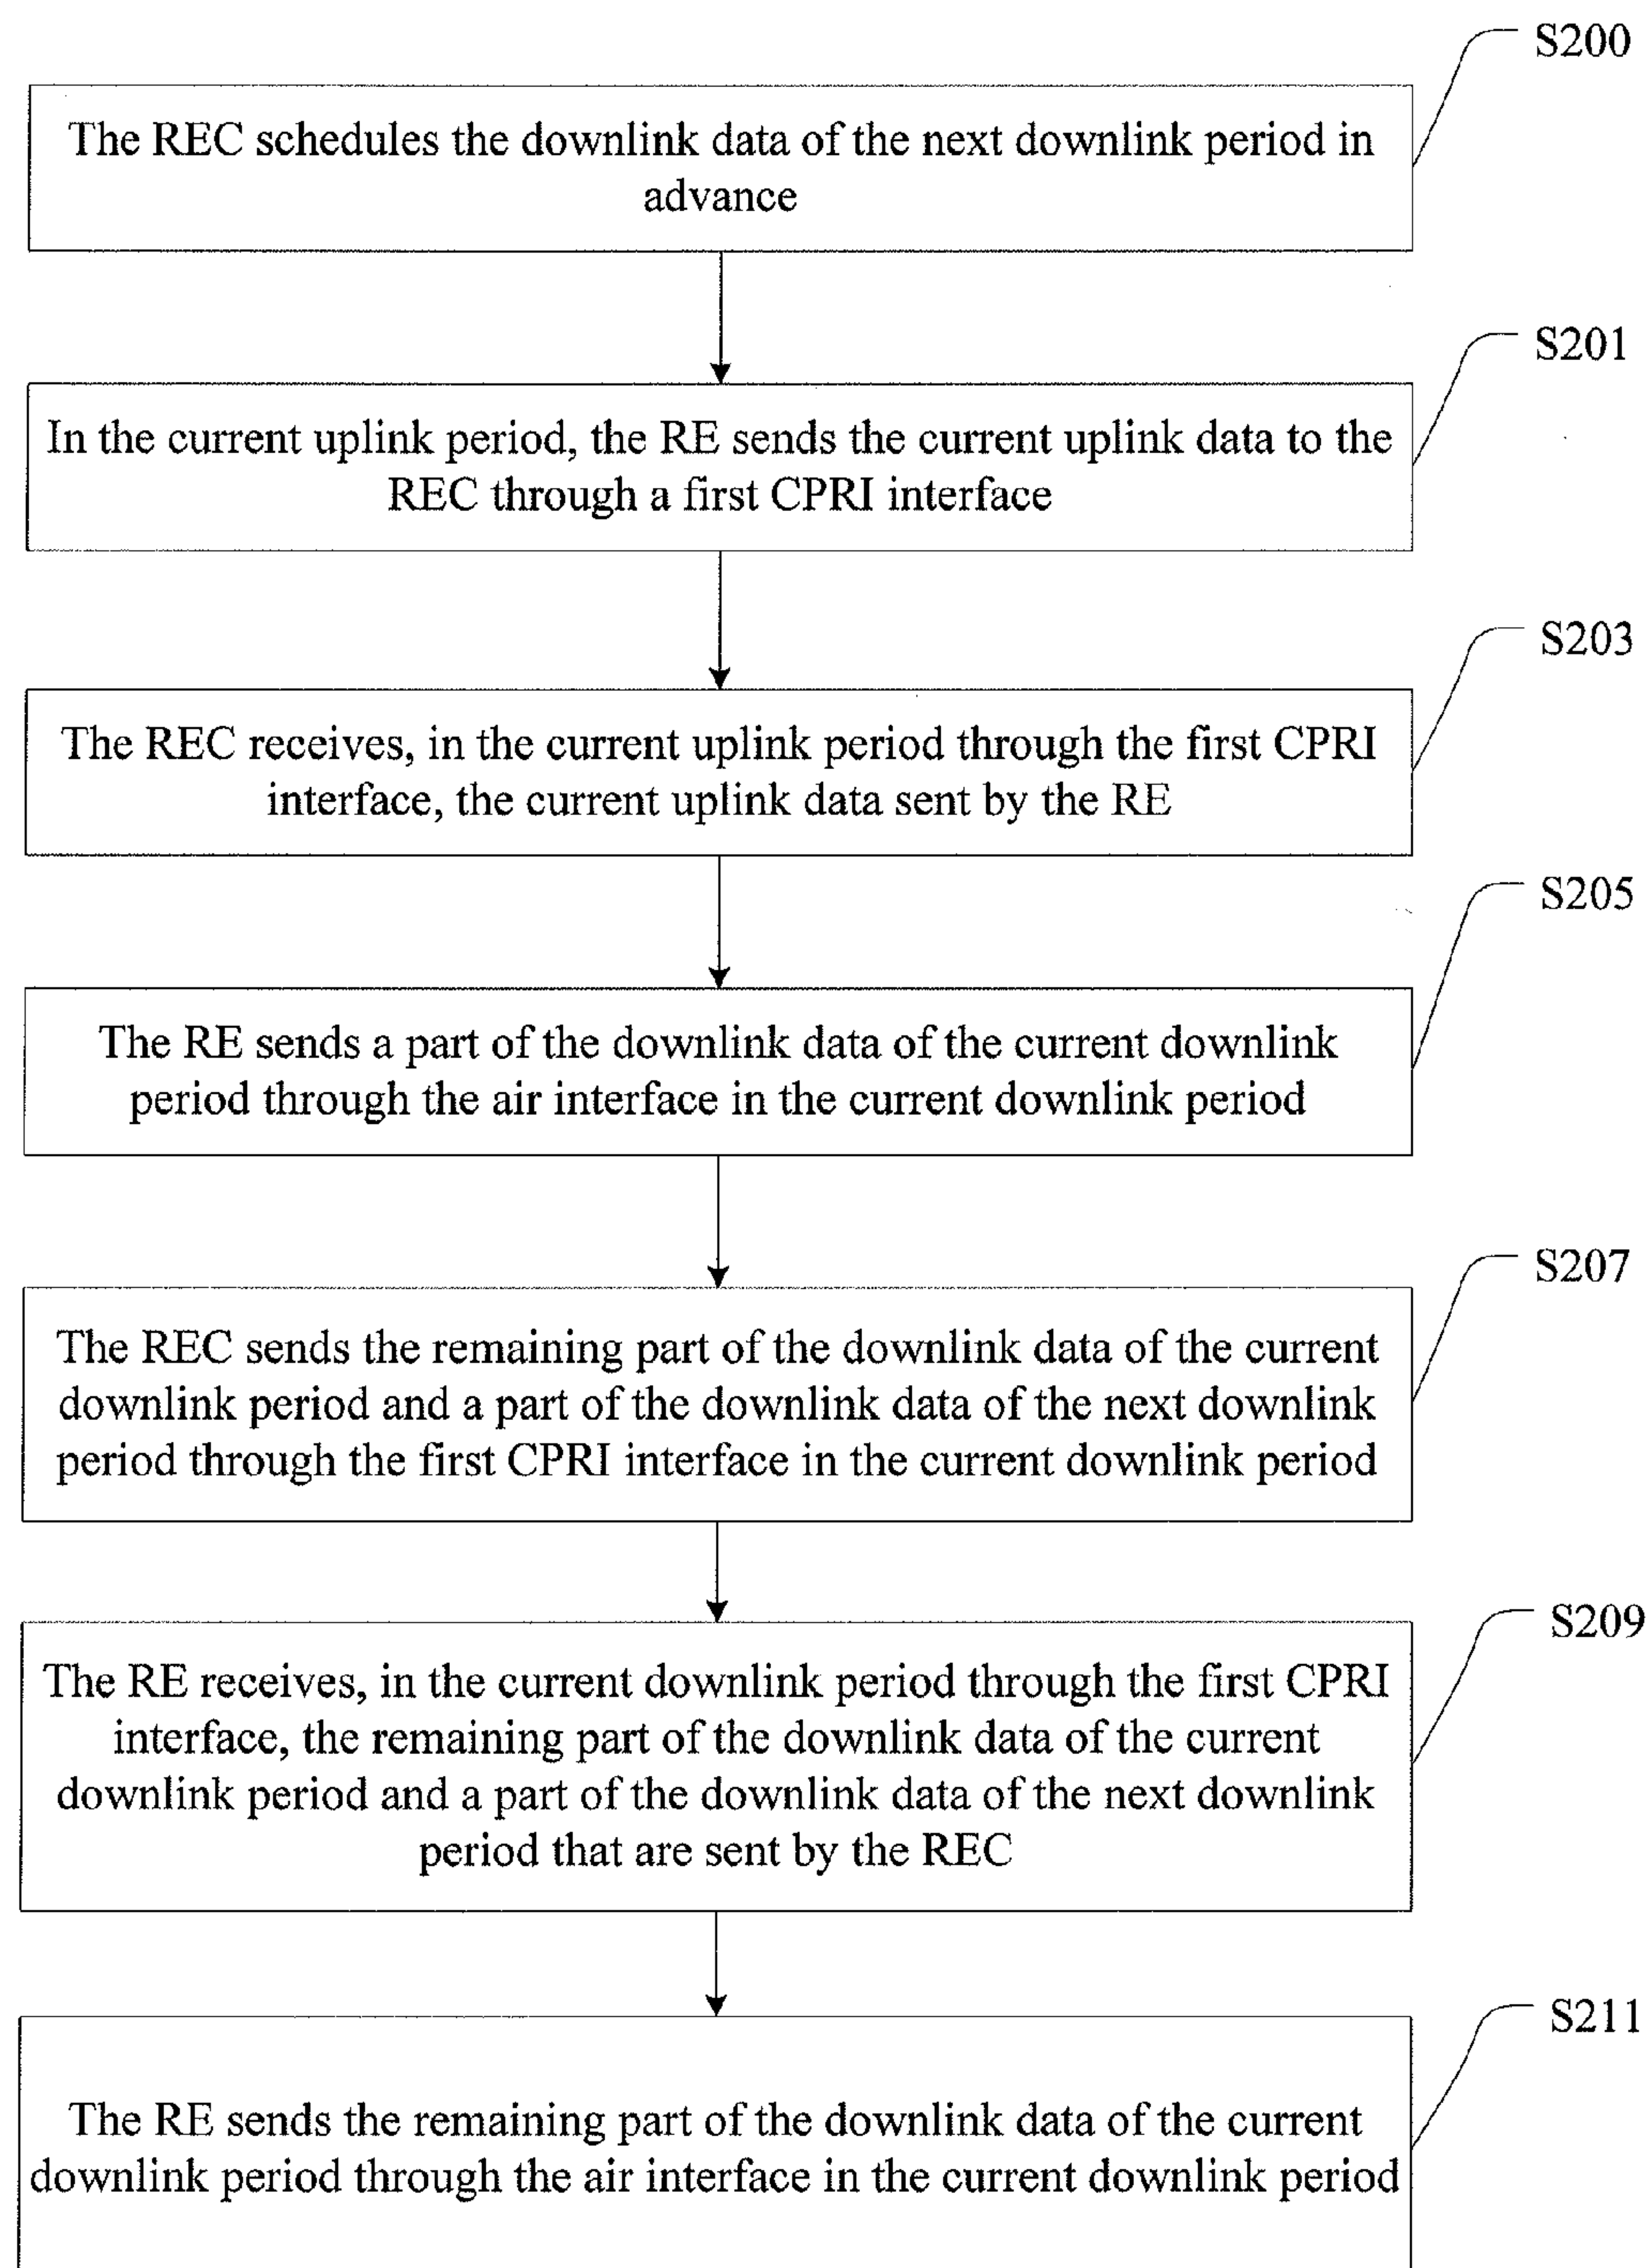 S200
The REC schedules the downlink data of the next downlink period in
advance
S201
In the current uplink period, the RE sends the current uplink data to the
REC through a first CPRI interface
S203
The REC receives, in the current uplink period through the first CPRI
interface, the current uplink data sent by the RE
S205
The RE sends a part of the downlink data of the current downlink
period through the air interface in the current downlink period
S207
The REC sends the remaining part of the downlink data of the current
downlink period and a part of the downlink data of the next downlink
period through the first CPRI interface in the current downlink period
S209
The RE receives, in the current downlink period through the first CPRI
interface, the remaining part of the downlink data of the current
downlink period and a part of the downlink data of the next downlink
period that are sent by the REC
S211
The RE sends the remaining part of the downlink data of the current
downlink period through the air interface in the current downlink period